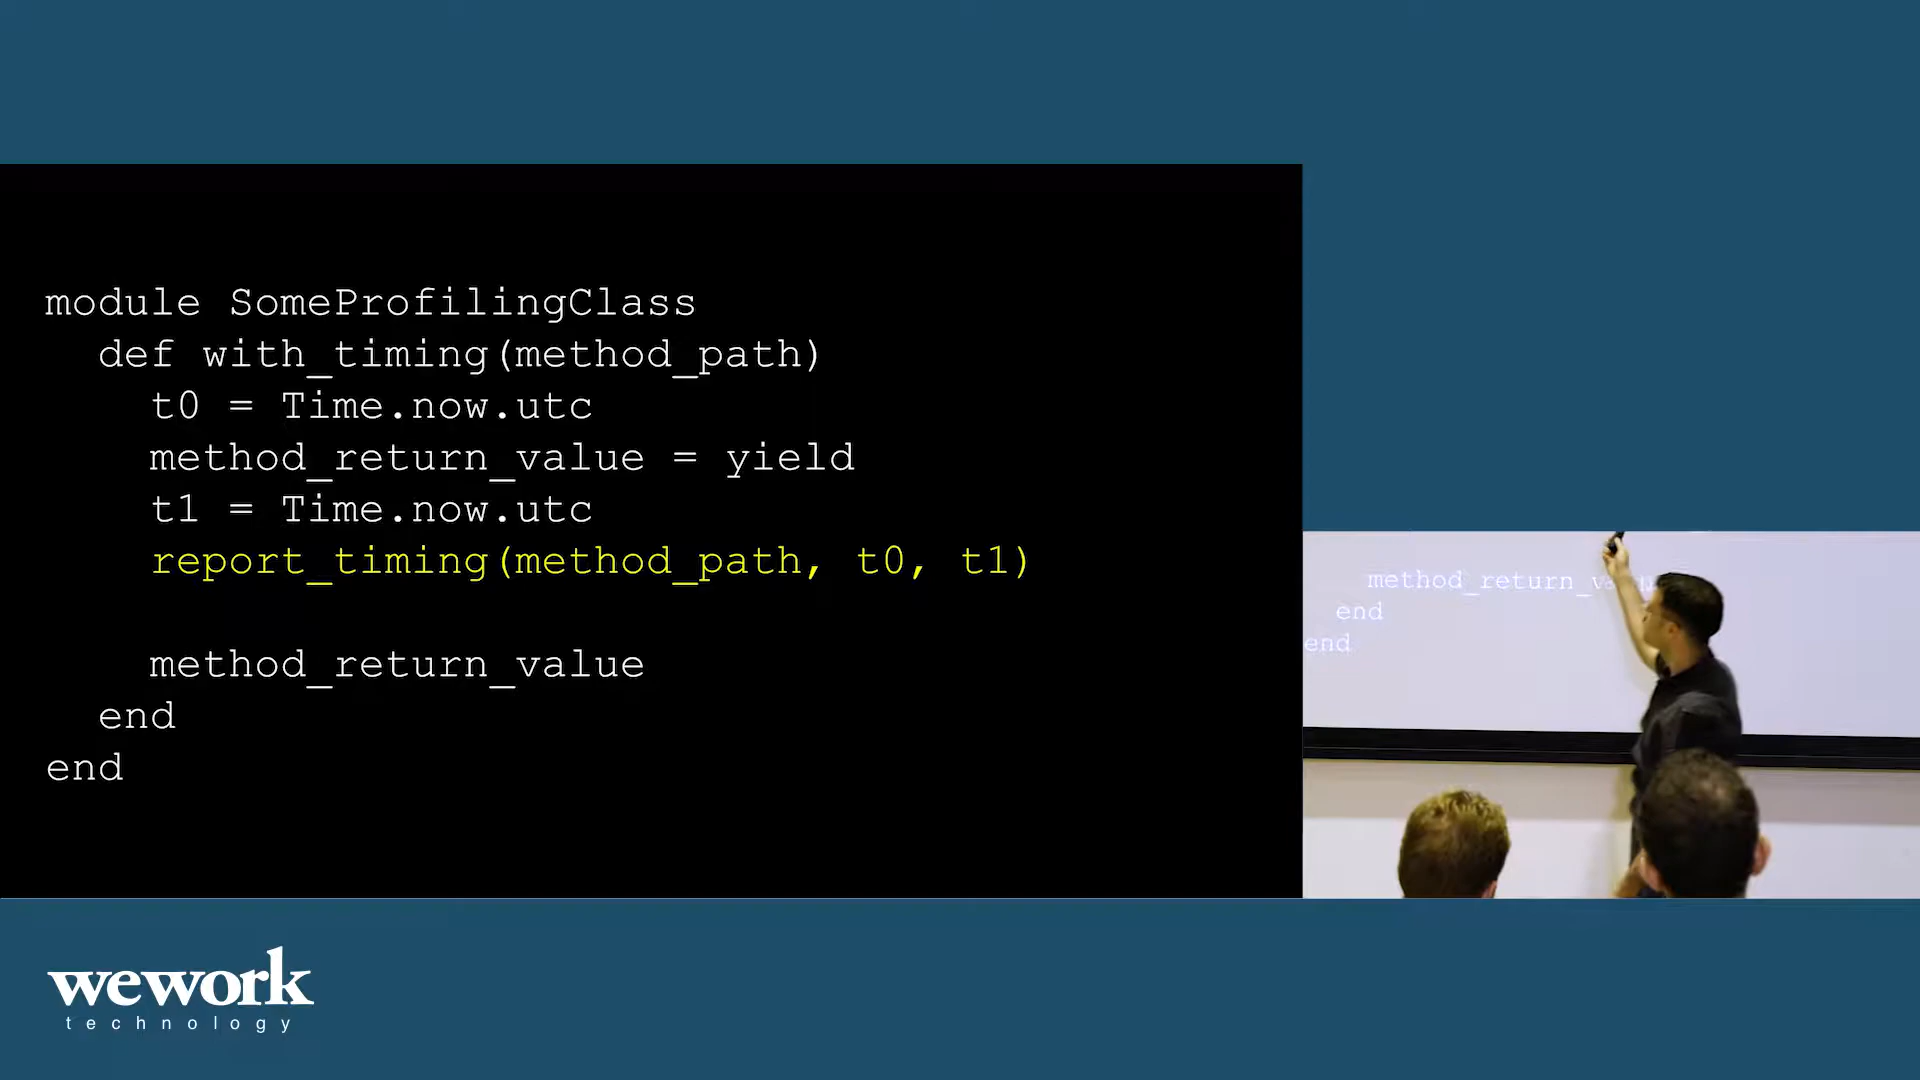 module SomeProfilingClass
  def with_timing(method_path)
    t0 = Time.now.utc
    method_return_value = yield
    t1 = Time.now.utc
    report_timing(method_path, t0, t1)
    method_return_value
  end
end
method_return_
end
end
wework
technology